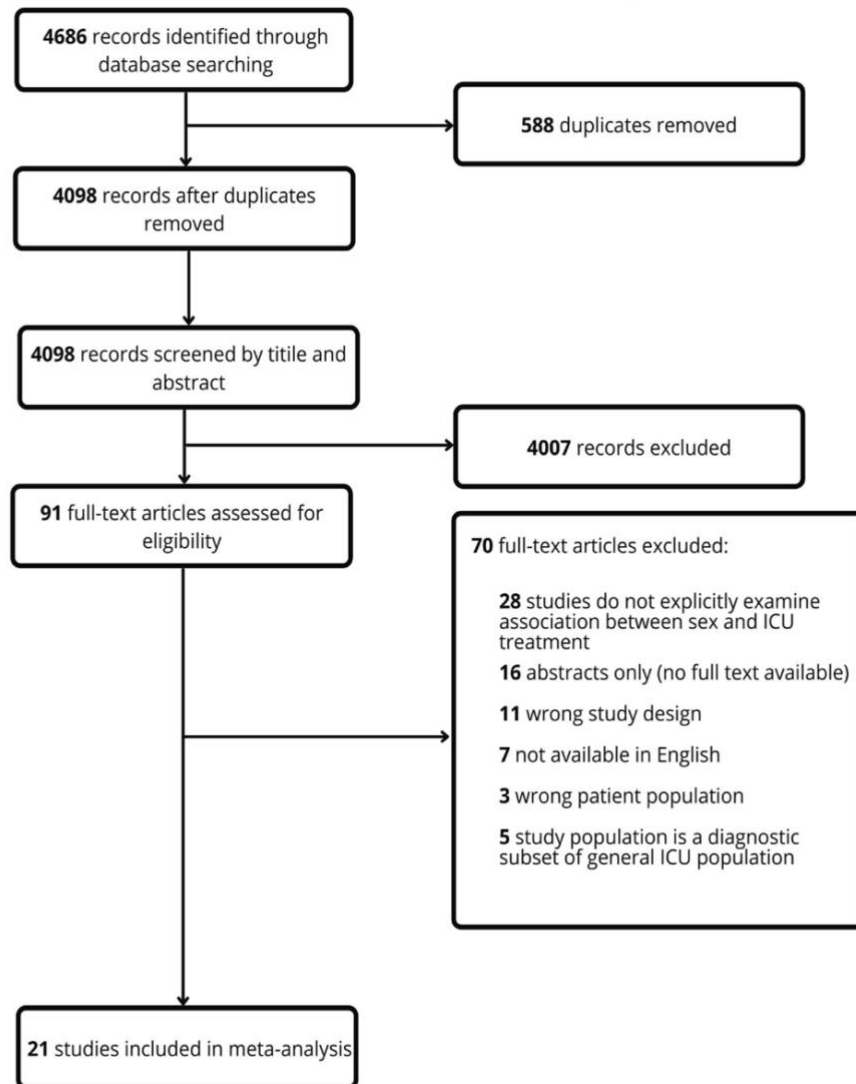 4686 records identified through
database searching
588 duplicates removed
4098 records after duplicates
removed
4098 records screened by titile and
abstract
4007 records excluded
91 full-text articles assessed for
eligibility
70 full-text articles excluded:
28 studies do not explicitly examine
association between sex and ICU
treatment
16 abstracts only (no full text available)
11 wrong study design
7 not available in English
3 wrong patient population
5 study population is a diagnostic
subset of general ICU population
21 studies included in meta-analysis